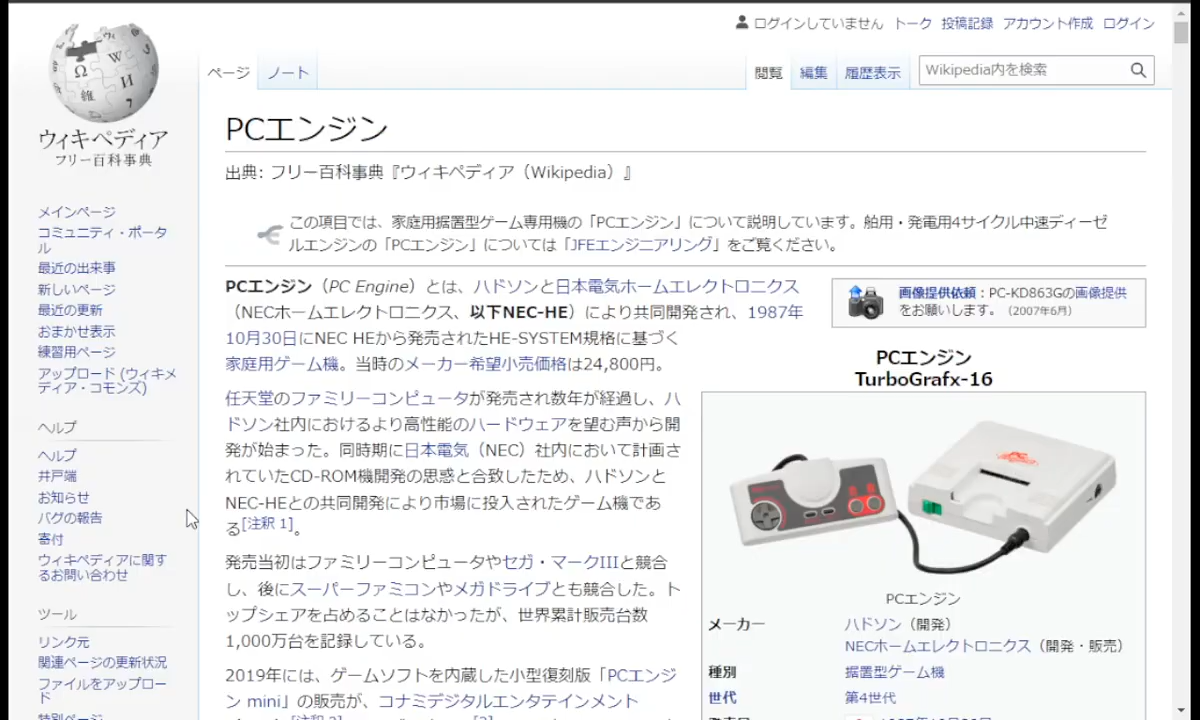 ログインしていません トーク 投稿記録 アカウント作成 ログイン
ページ ノート 閲覧 編集 履歴表示 Wikipedia内を検索
Ω W И 維 7
ウィキペディア
フリー百科事典
メインページ
コミュニティ・ポータ
ル
最近の出来事
新しいページ
最近の更新
おまかせ表示
練習用ページ
アップロード (ウィキメ
ディア・コモンズ)
ヘルプ
ヘルプ
井戸端
お知らせ
バグの報告
寄付
ウィキペディアに関す
るお問い合わせ
ツール
リンク元
関連ページの更新状況
ファイルをアップロー
ド
特別ページ
PCエンジン
出典: フリー百科事典『ウィキペディア（Wikipedia）』
この項目では、家庭用据置型ゲーム専用機の「PCエンジン」について説明しています。舶用・発電用4サイクル中速ディーゼ
ルエンジンの「PCエンジン」については「JFEエンジニアリング」をご覧ください。
PCエンジン（PC Engine）とは、ハドソンと日本電気ホームエレクトロニクス
（NECホームエレクトロニクス、以下NEC-HE）により共同開発され、1987年
10月30日にNEC HEから発売されたHE-SYSTEM規格に基づく
家庭用ゲーム機。当時のメーカー希望小売価格は24,800円。
任天堂のファミリーコンピュータが発売され数年が経過し、ハ
ドソン社内におけるより高性能のハードウェアを望む声から開
発が始まった。同時期に日本電気（NEC）社内において計画さ
れていたCD-ROM機開発の思惑と合致したため、ハドソンと
NEC-HEとの共同開発により市場に投入されたゲーム機であ
る[注釈 1]。
発売当初はファミリーコンピュータやセガ・マークIIIと競合
し、後にスーパーファミコンやメガドライブとも競合した。ト
ップシェアを占めることはなかったが、世界累計販売台数
1,000万台を記録している。
2019年には、ゲームソフトを内蔵した小型復刻版「PCエンジ
ン mini」の販売が、コナミデジタルエンタテインメント
画像提供依頼：PC-KD863Gの画像提供
をお願いします。（2007年6月）
PCエンジン
TurboGrafx-16
PCエンジン
メーカー ハドソン（開発）
NECホームエレクトロニクス（開発・販売）
種別 据置型ゲーム機
世代 第4世代